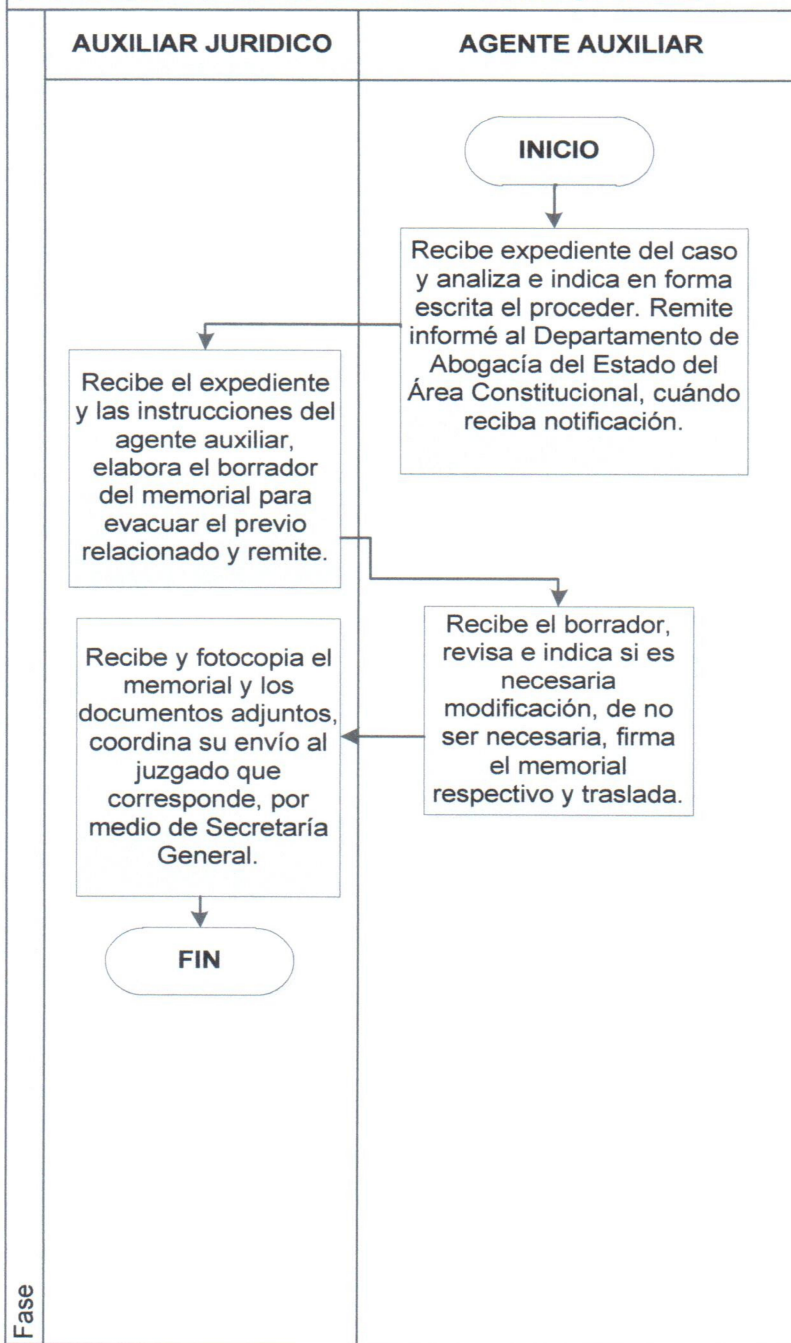 AUXILIAR JURIDICO
AGENTE AUXILIAR
INICIO
Recibe expediente del caso
y analiza e indica en forma
escrita el proceder. Remite
informé al Departamento de
Abogacía del Estado del
Área Constitucional, cuándo
reciba notificación.
Recibe el expediente
y las instrucciones del
agente auxiliar,
elabora el borrador
del memorial para
evacuar el previo
relacionado y remite.
Recibe el borrador,
revisa e indica si es
necesaria
modificación, de no
ser necesaria, firma
el memorial
respectivo y traslada.
Recibe y fotocopia el
memorial y los
documentos adjuntos,
coordina su envío al
juzgado que
corresponde, por
medio de Secretaría
General.
FIN
Fase